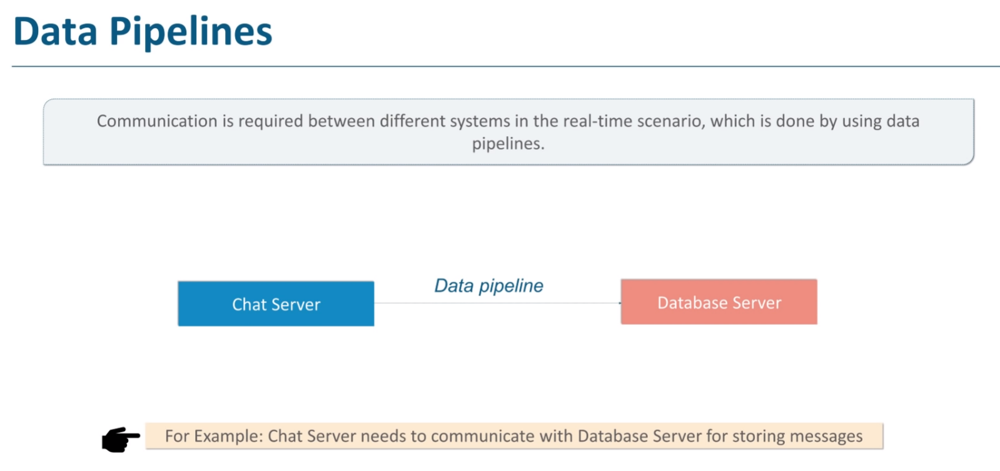 Data Pipelines
Communication is required between different systems in the real-time scenario, which is done by using data
pipelines.
Data pipeline
Chat Server
Database Server
For Example: Chat Server needs to communicate with Database Server for storing messages